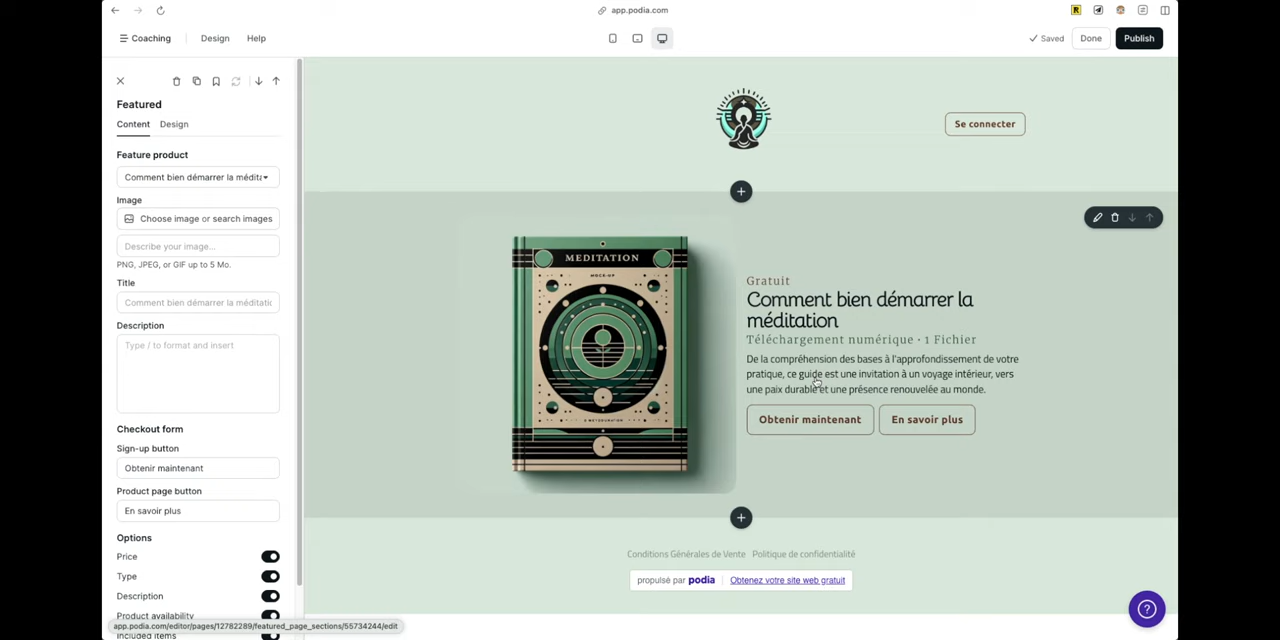 app.podia.com
Coaching
Design
Help
Saved
Done
Publish
Featured
Content
Design
Feature product
Comment bien démarrer la médita
Image
Choose image or search images
Describe your image...
PNG, JPEG, or GIF up to 5 Mo.
Title
Comment bien démarrer la méditatic
Description
Type / to format and insert
Checkout form
Sign-up button
Obtenir maintenant
Product page button
En savoir plus
Options
Price
Type
Description
Product availability
Included items
app.podia.com/editor/pages/12782289/featured_page_sections/55734244/edit
Se connecter
MEDITATION
MOCK-UP
Gratuit
Comment bien démarrer la
méditation
Téléchargement numérique · 1 Fichier
De la compréhension des bases à l'approfondissement de votre
pratique, ce guide est une invitation à un voyage intérieur, vers
une paix durable et une présence renouvelée au monde.
Obtenir maintenant
En savoir plus
Conditions Générales de Vente Politique de confidentialité
propulsé par podia
Obtenez votre site web gratuit